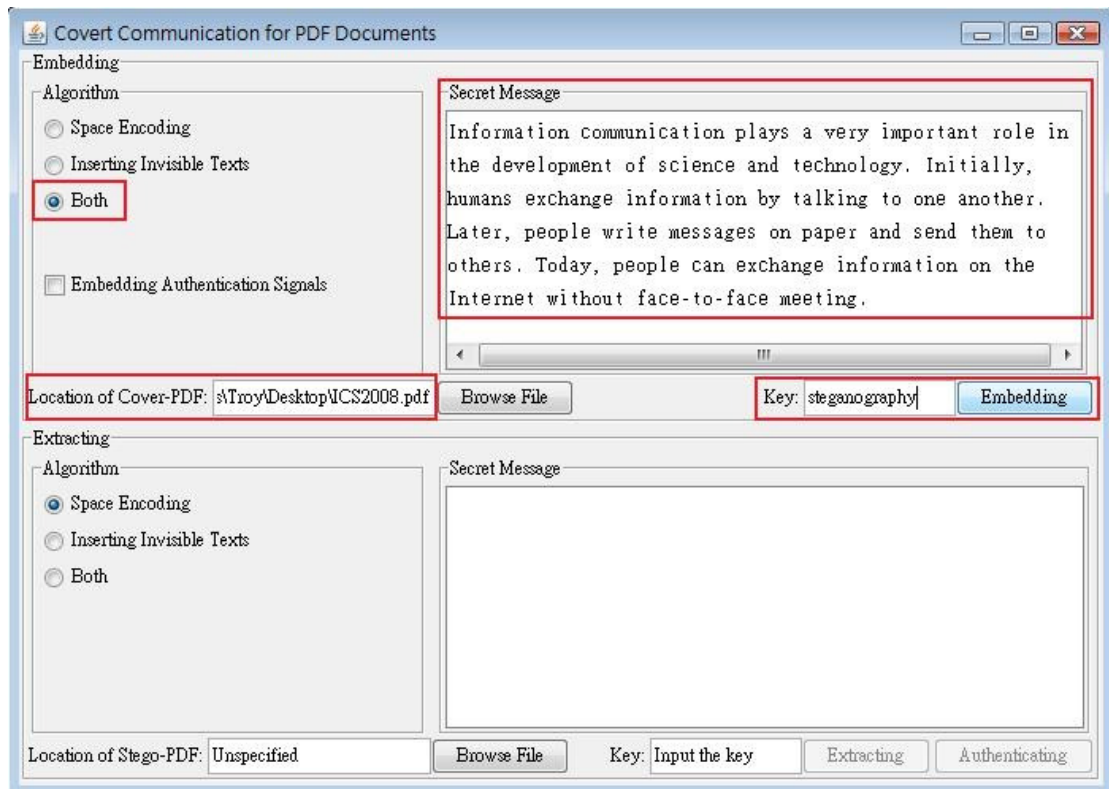 Covert Communication for PDF Documents
Embedding
Algorithm
Space Encoding
Inserting Invisible Texts
Both
Embedding Authentication Signals
Secret Message
Information communication plays a very important role in
the development of science and technology. Initially,
humans exchange information by talking to one another.
Later, people write messages on paper and send them to
others. Today, people can exchange information on the
Internet without face-to-face meeting.
Location of Cover-PDF: s\Troy\Desktop\ICS2008.pdf Browse File Key: steganography Embedding
Extracting
Algorithm
Space Encoding
Inserting Invisible Texts
Both
Secret Message
Location of Stego-PDF: Unspecified Browse File Key: Input the key Extracting Authenticating